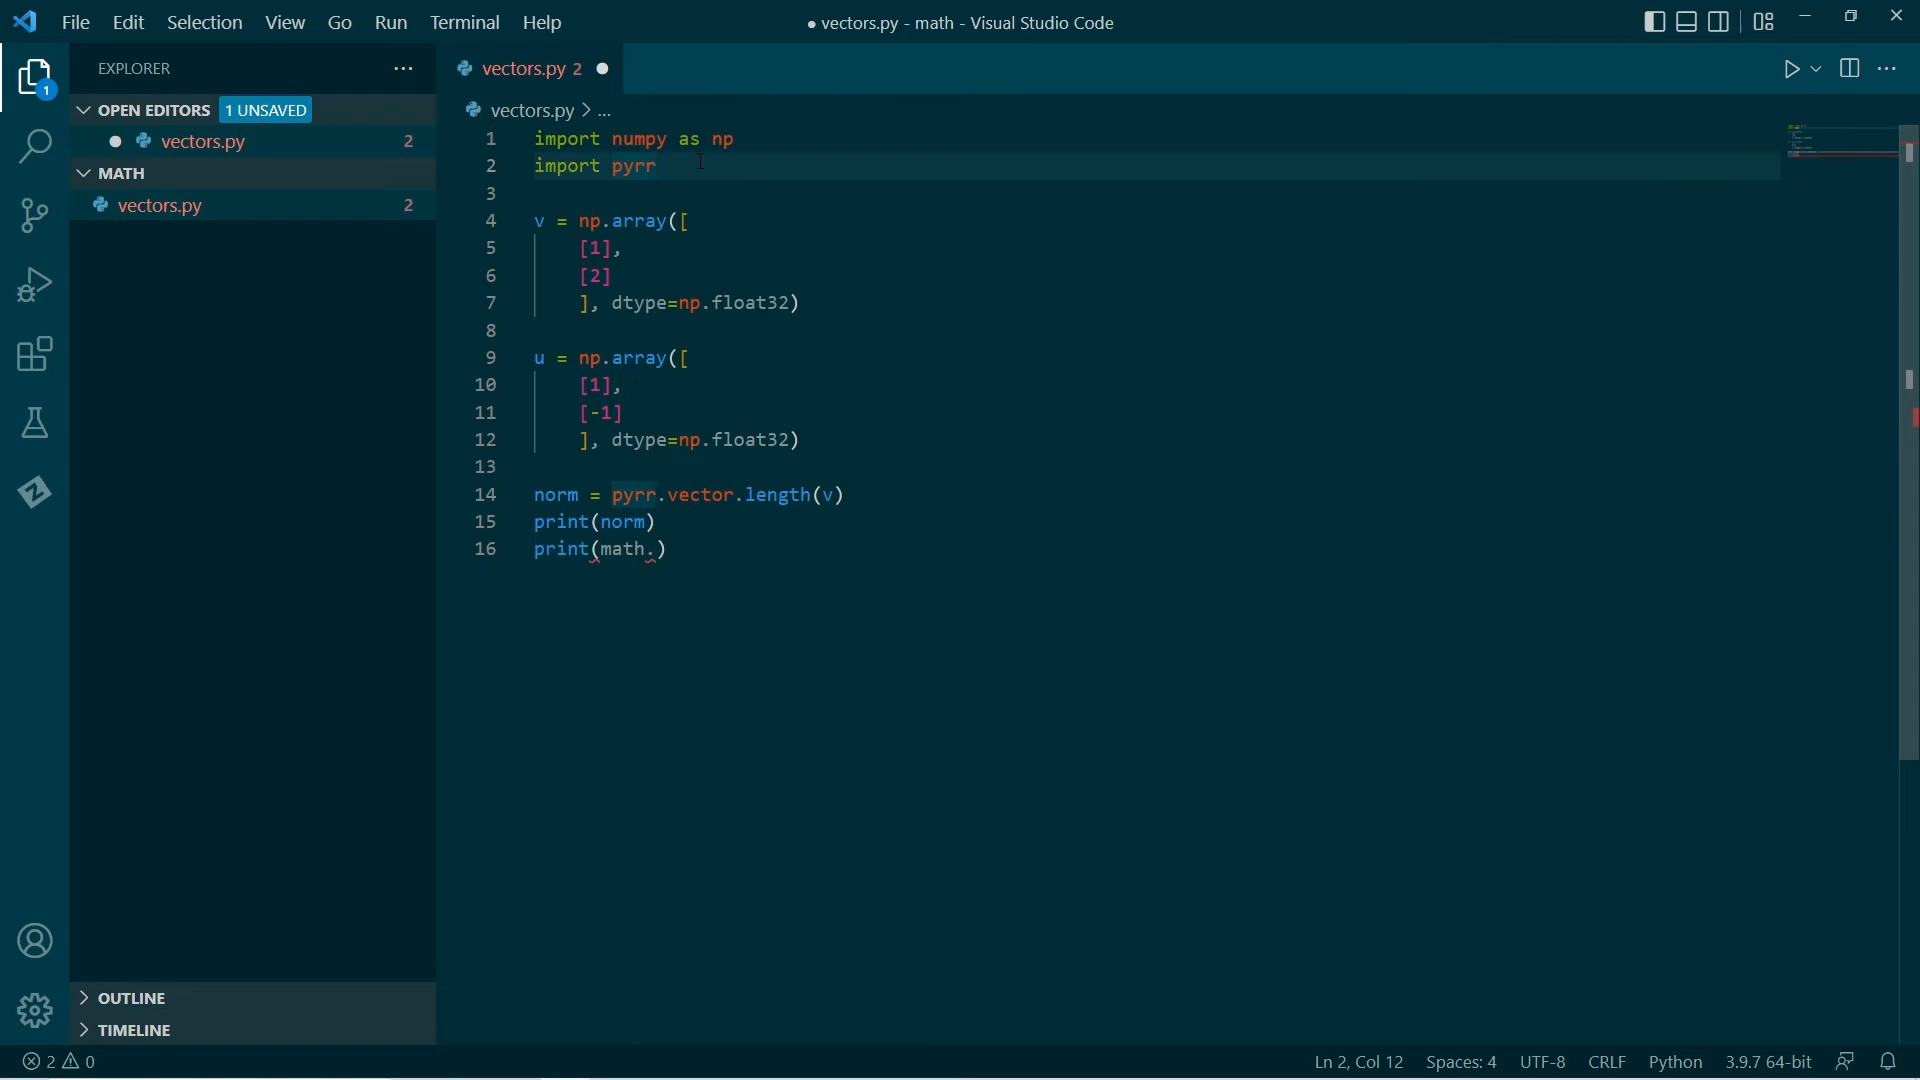 File Edit Selection View Go Run Terminal Help
● vectors.py - math - Visual Studio Code
EXPLORER
1
OPEN EDITORS 1 UNSAVED
vectors.py 2
MATH
vectors.py 2
OUTLINE
TIMELINE
vectors.py 2
vectors.py > ...
1 import numpy as np
2 import pyrr
3
4 v = np.array([
5 [1],
6 [2]
7 ], dtype=np.float32)
8
9 u = np.array([
10 [1],
11 [-1]
12 ], dtype=np.float32)
13
14 norm = pyrr.vector.length(v)
15 print(norm)
16 print(math.)
2 0
Ln 2, Col 12 Spaces: 4 UTF-8 CRLF Python 3.9.7 64-bit